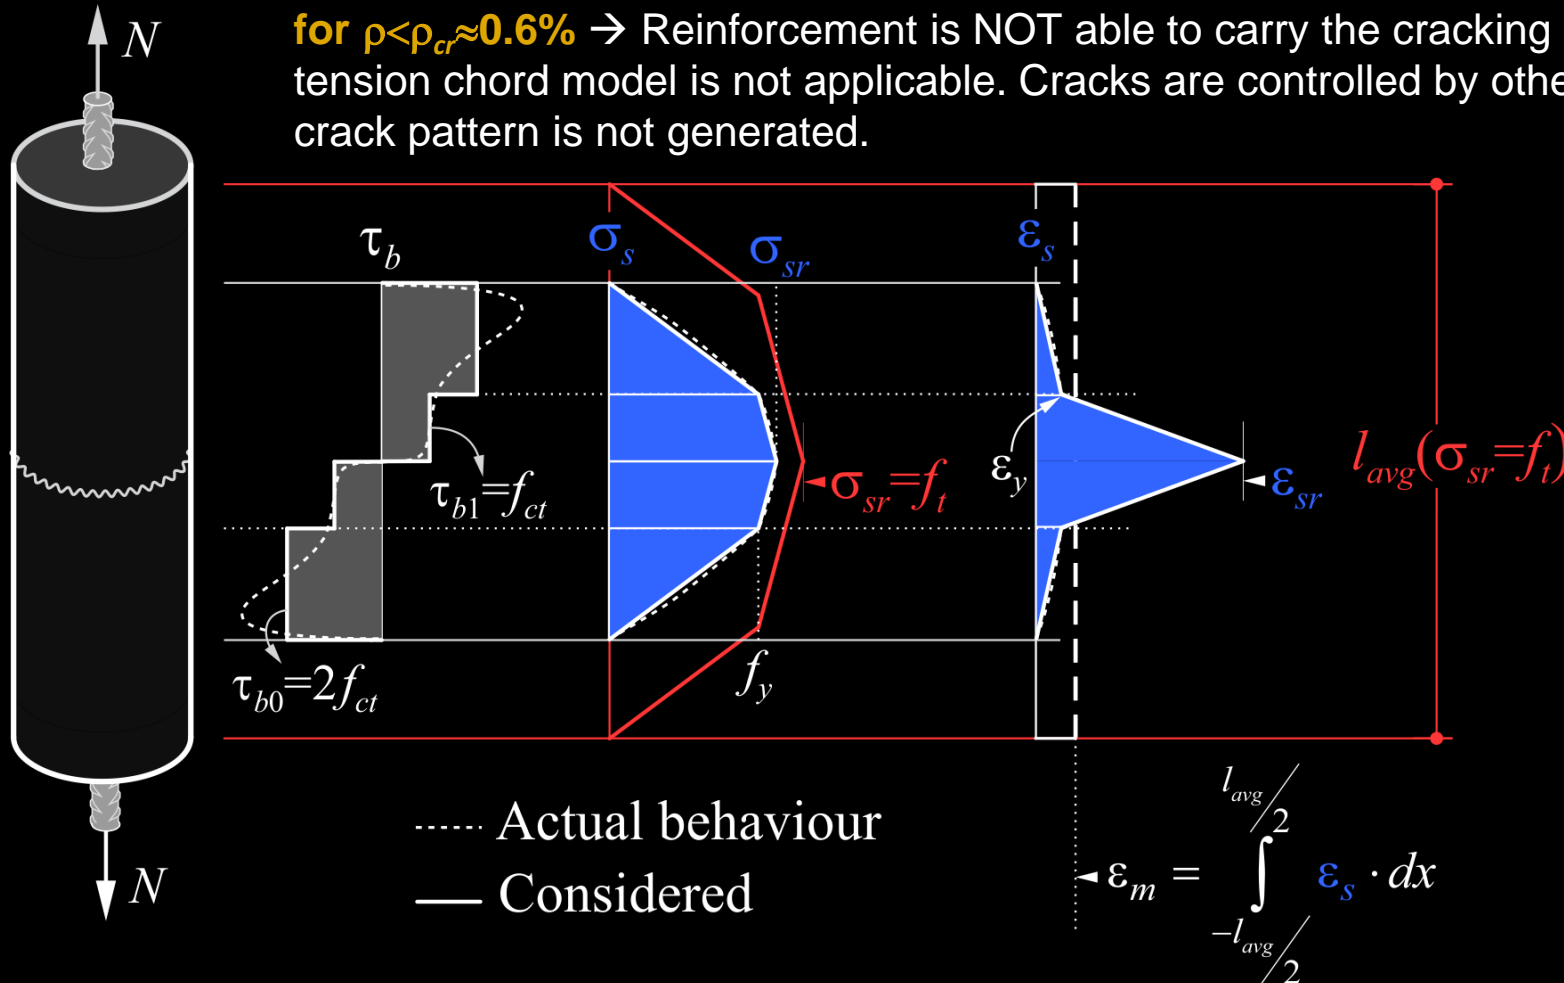 for ρ<ρcr≈0.6% → Reinforcement is NOT able to carry the cracking
tension chord model is not applicable. Cracks are controlled by othe
crack pattern is not generated.
N
τb
σs
σsr
εs
τb1=fct
σsr=ft
εy
εsr
lavg(σsr=ft)
τb0=2fct
fy
Actual behaviour
Considered
N
εm = ∫ εs · dx
lavg/2
−lavg/2